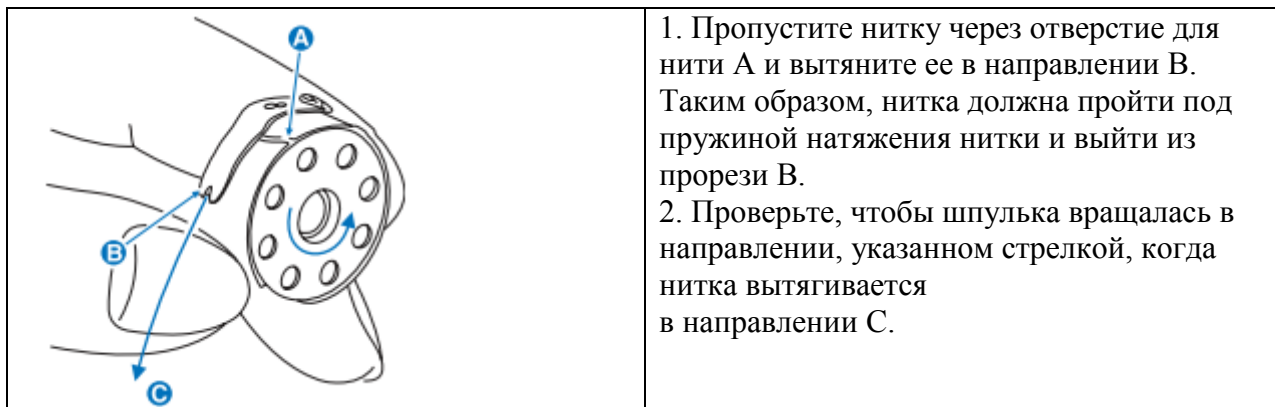 A
B
C
1. Пропустите нитку через отверстие для
нити А и вытяните ее в направлении В.
Таким образом, нитка должна пройти под
пружиной натяжения нитки и выйти из
прорези В.
2. Проверьте, чтобы шпулька вращалась в
направлении, указанном стрелкой, когда
нитка вытягивается
в направлении С.